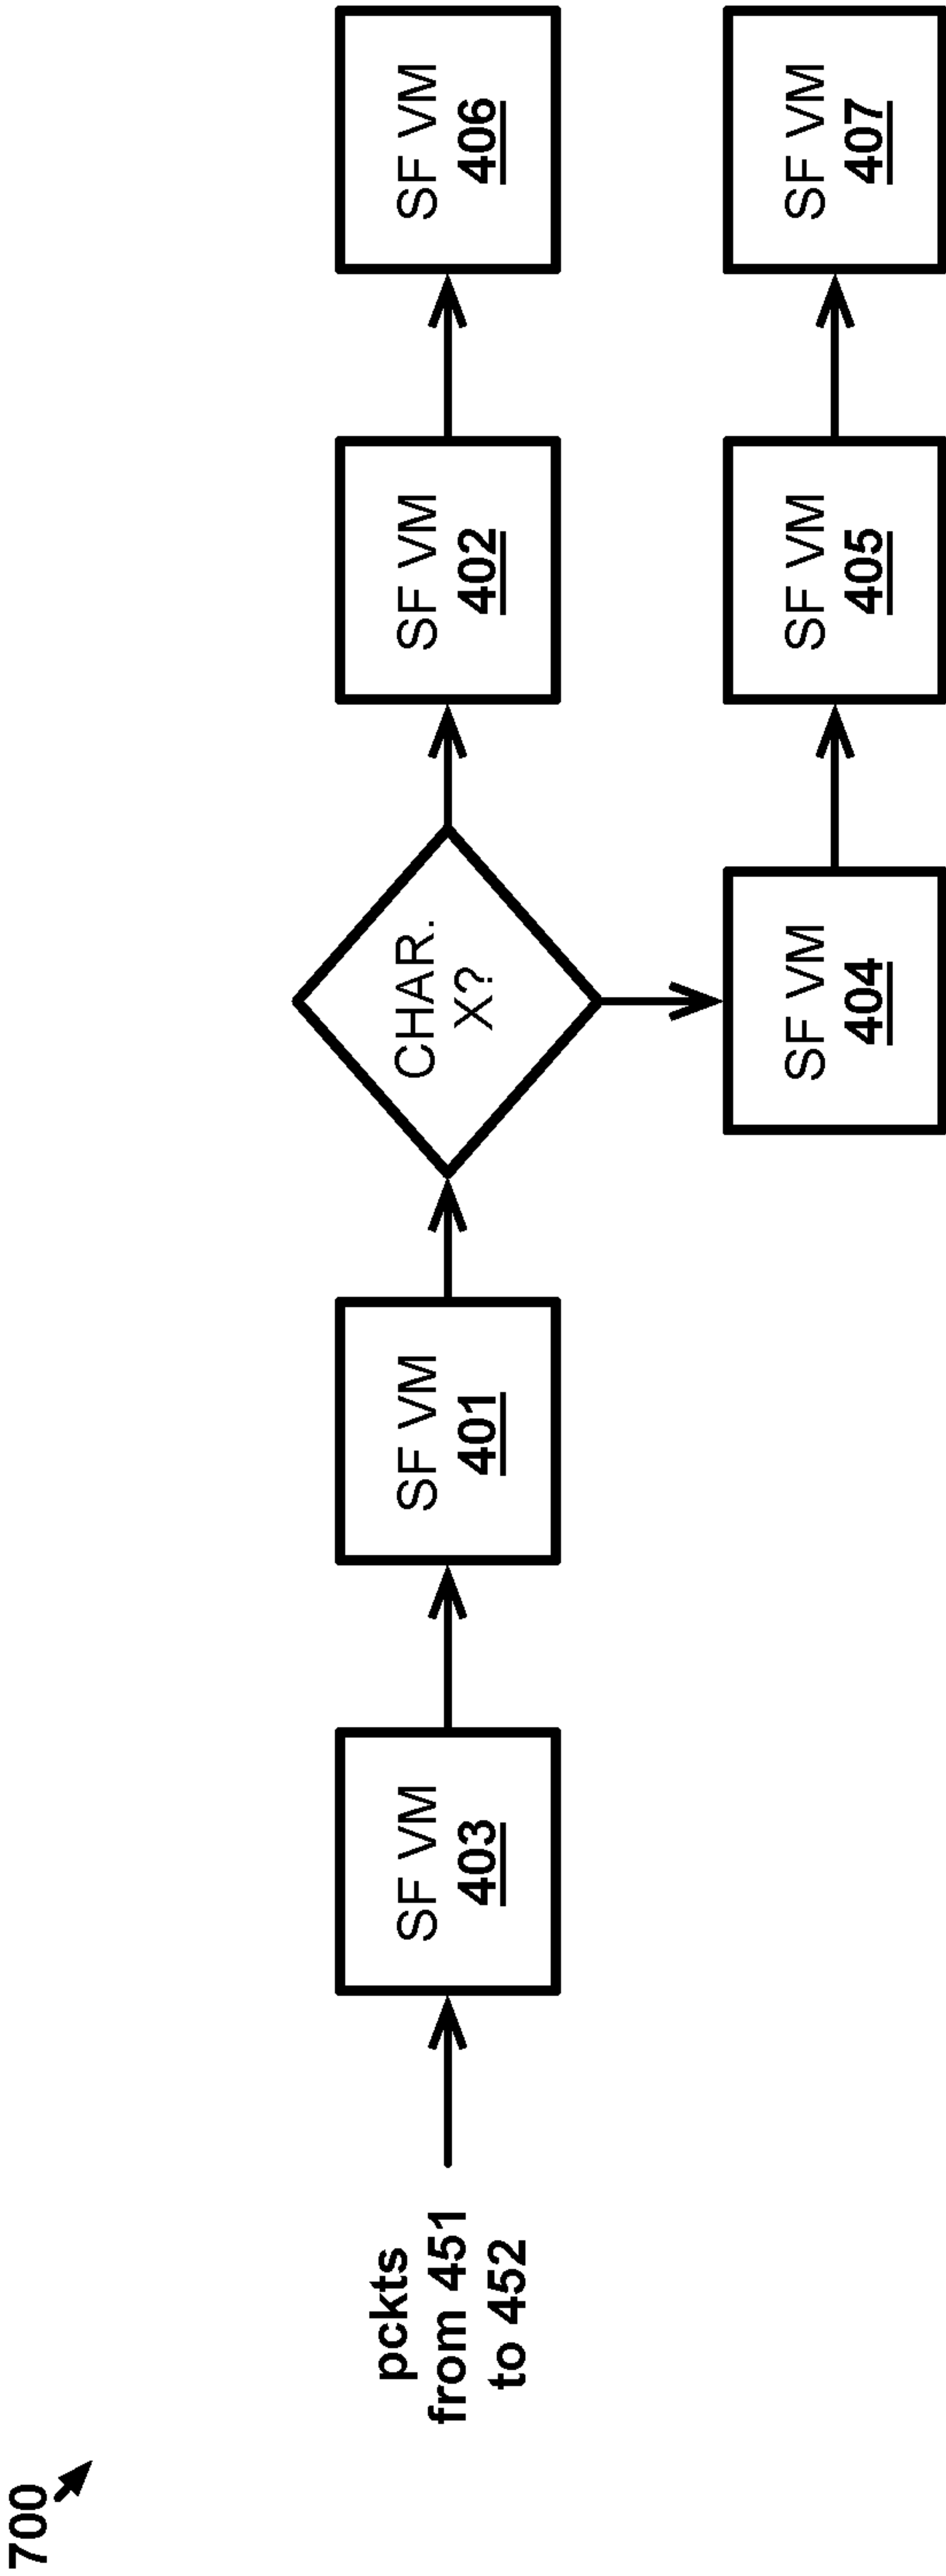 700
pckts
from 451
to 452
SF VM
403
SF VM
401
CHAR.
X?
SF VM
402
SF VM
406
SF VM
404
SF VM
405
SF VM
407